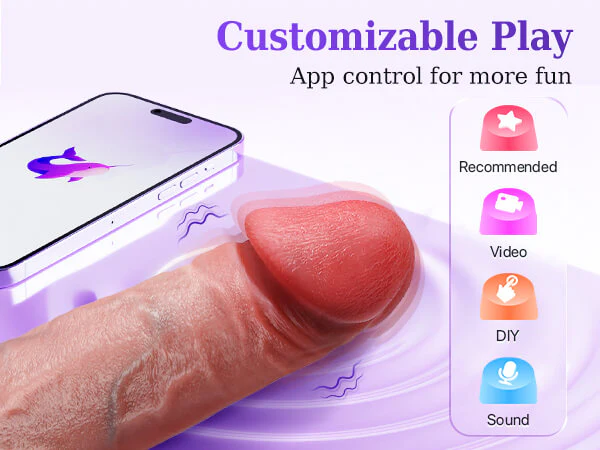 Customizable Play
App control for more fun
Recommended
Video
DIY
Sound